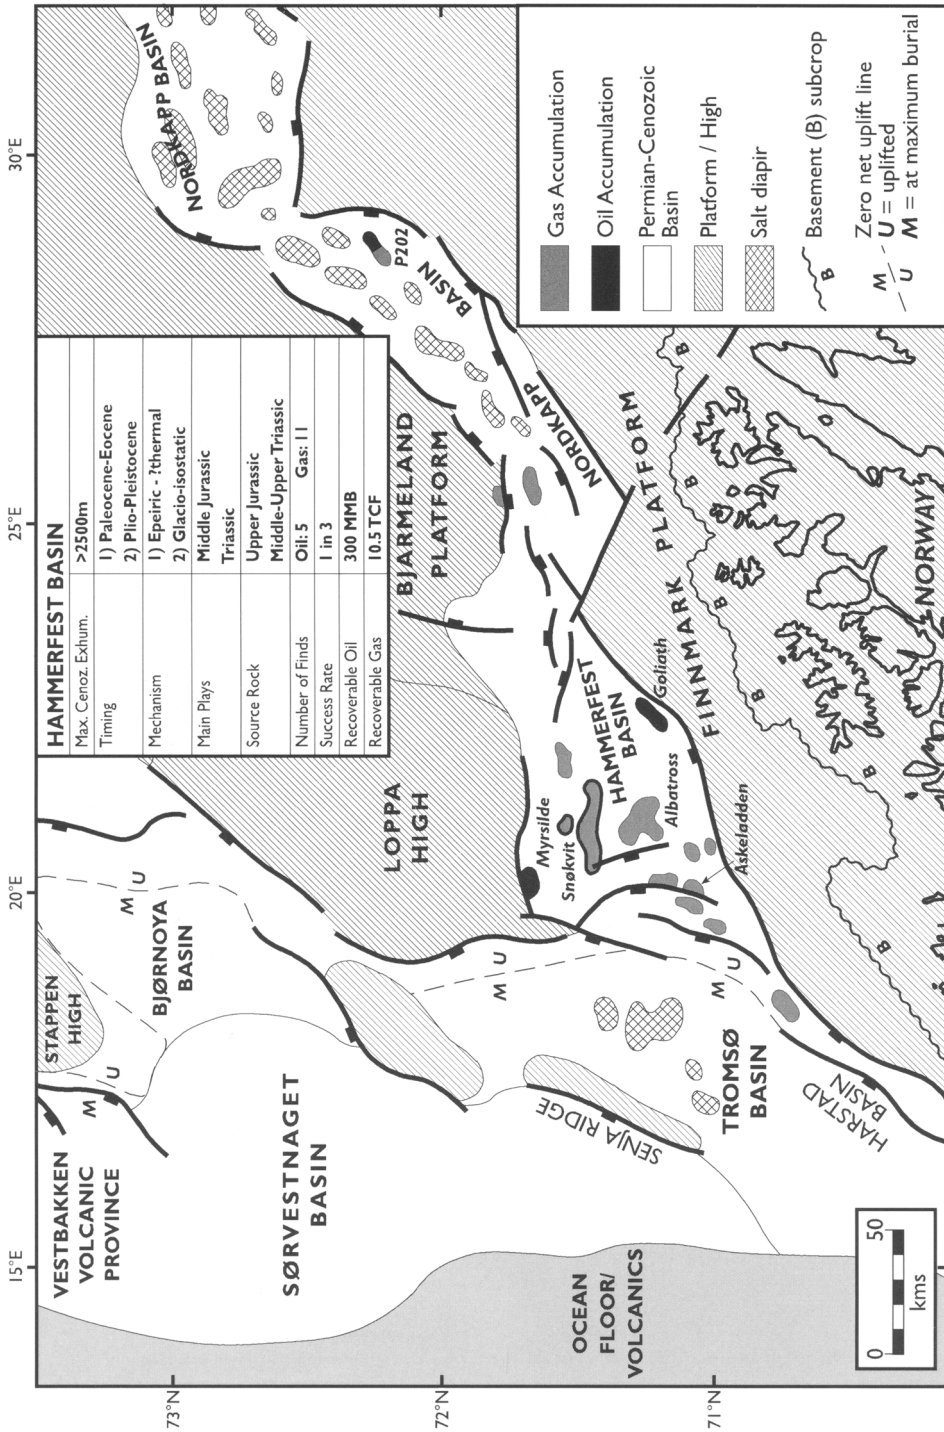 HAMMERFEST BASIN
Max. Cenoz. Exhum. >2500m
Timing 1) Paleocene-Eocene
2) Plio-Pleistocene
Mechanism 1) Epeiric - ?thermal
2) Glacio-isostatic
Main Plays Middle Jurassic
Triassic
Source Rock Upper Jurassic
Middle-Upper Triassic
Number of Finds Oil: 5 Gas: 11
Success Rate 1 in 3
Recoverable Oil 300 MMB
Recoverable Gas 10.5 TCF
15°E
20°E
25°E
30°E
73°N
72°N
71°N
VESTBAKKEN
VOLCANIC
PROVINCE
STAPPEN
HIGH
M
U
BJØRNOYA
BASIN
M
U
NORDKAPP BASIN
SØRVESTNAGET
BASIN
LOPPA
HIGH
BJARMELAND
PLATFORM
P202
BASIN
NORDKAPP
M
U
Myrsilde
Snøkvit
HAMMERFEST
BASIN
Goliath
Albatross
Askeladden
OCEAN
FLOOR/
VOLCANICS
SENJA RIDGE
M
U
TROMSØ
BASIN
HARSTAD
BASIN
FINNMARK PLATFORM
B
B
B
B
B
B
B
NORWAY
0 50
kms
Gas Accumulation
Oil Accumulation
Permian-Cenozoic
Basin
Platform / High
Salt diapir
B
Basement (B) subcrop
M
U
Zero net uplift line
U = uplifted
M = at maximum burial